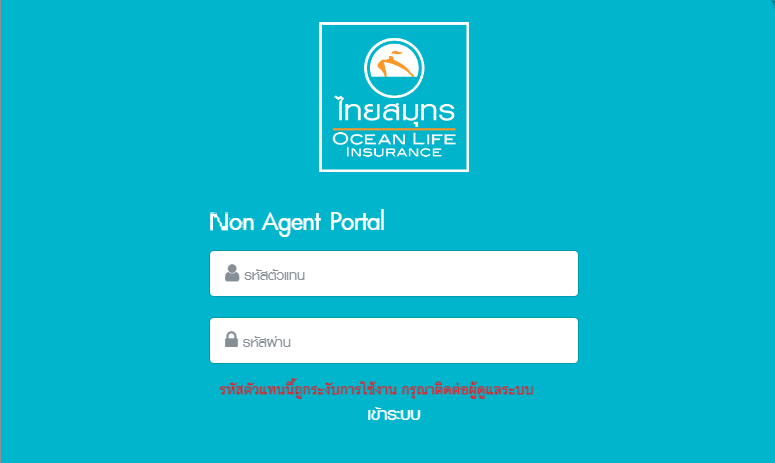 ไทยสมุทร
OCEAN LIFE
INSURANCE
Non Agent Portal
รหัสตัวแทน
รหัสผ่าน
รหัสตัวแทนนี้ถูกระงับการใช้งาน กรุณาติดต่อผู้ดูแลระบบ
เข้าระบบ